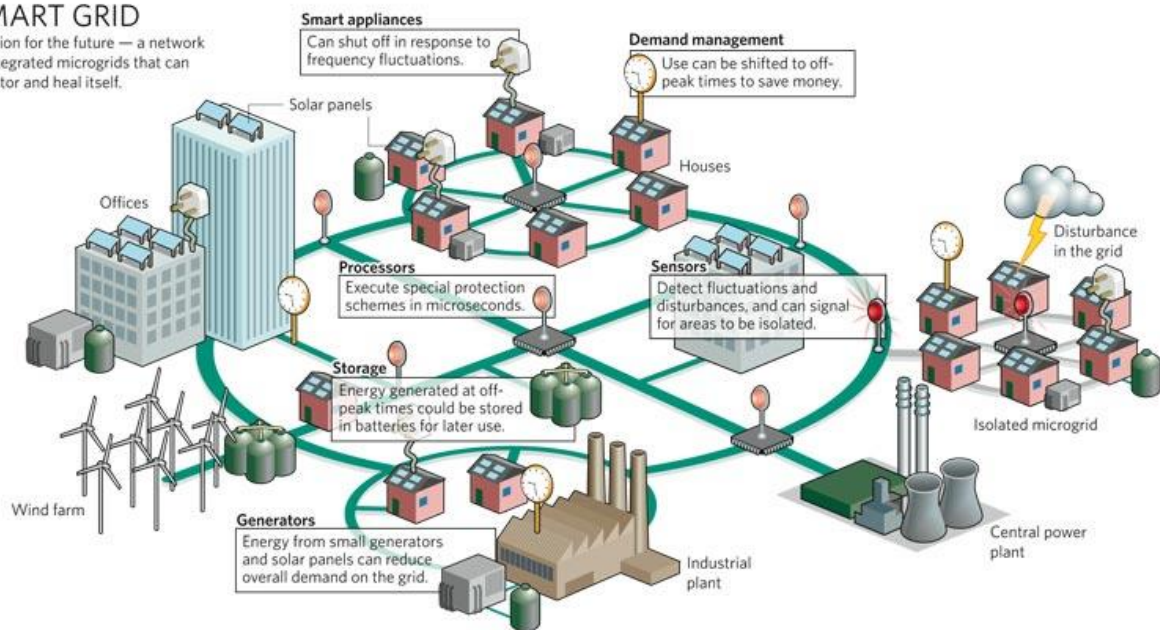 MART GRID
ion for the future — a network
egrated microgrids that can
tor and heal itself.
Smart appliances
Can shut off in response to
frequency fluctuations.
Demand management
Use can be shifted to off-
peak times to save money.
Solar panels
Houses
Offices
Disturbance
in the grid
Processors
Execute special protection
schemes in microseconds.
Sensors
Detect fluctuations and
disturbances, and can signal
for areas to be isolated.
Storage
Energy generated at off-
peak times could be stored
in batteries for later use.
Isolated microgrid
Wind farm
Generators
Energy from small generators
and solar panels can reduce
overall demand on the grid.
Industrial
plant
Central power
plant